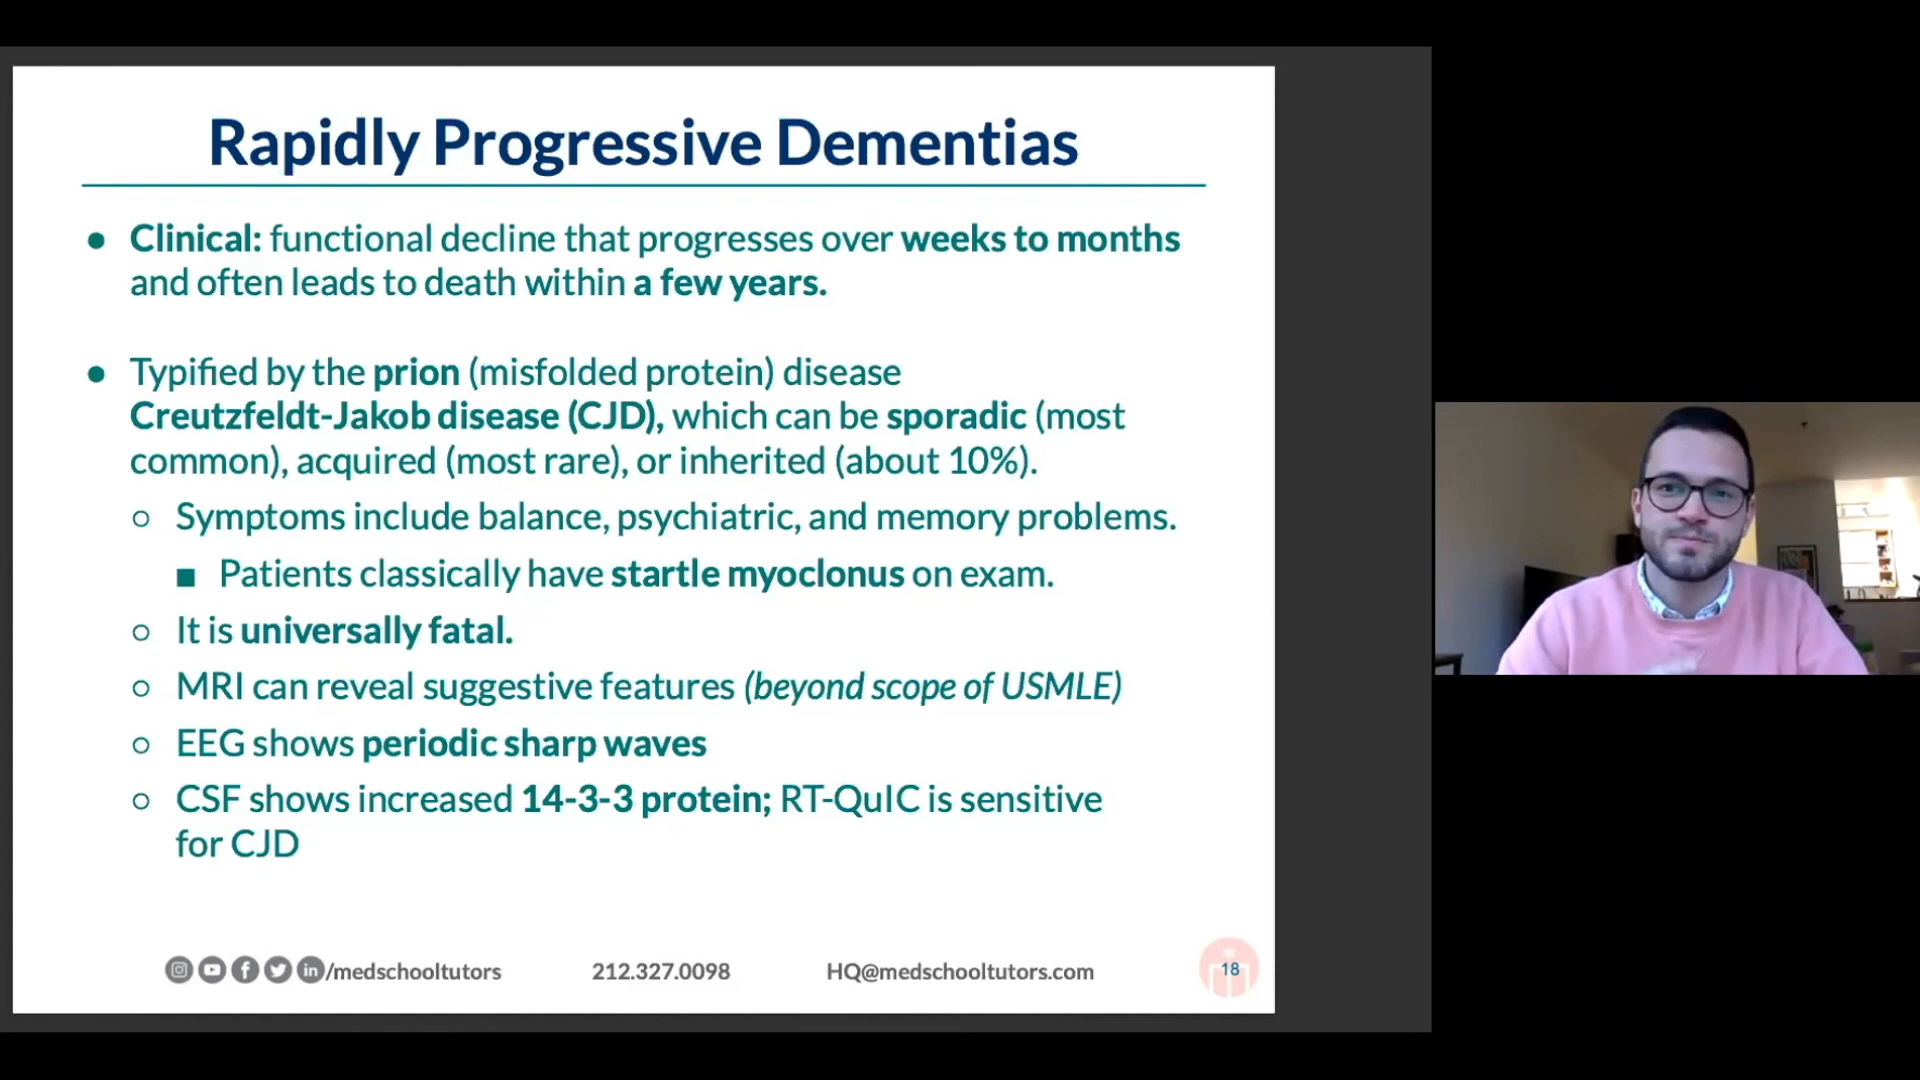 Rapidly Progressive Dementias
● Clinical: functional decline that progresses over weeks to months
and often leads to death within a few years.
● Typified by the prion (misfolded protein) disease
Creutzfeldt-Jakob disease (CJD), which can be sporadic (most
common), acquired (most rare), or inherited (about 10%).
○ Symptoms include balance, psychiatric, and memory problems.
■ Patients classically have startle myoclonus on exam.
○ It is universally fatal.
○ MRI can reveal suggestive features (beyond scope of USMLE)
○ EEG shows periodic sharp waves
○ CSF shows increased 14-3-3 protein; RT-QuIC is sensitive
for CJD
/medschooltutors 212.327.0098 HQ@medschooltutors.com 18